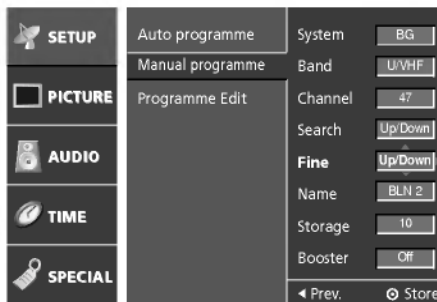 SETUP
PICTURE
AUDIO
TIME
SPECIAL
Auto programme
Manual programme
Programme Edit
System BG
Band U/VHF
Channel 47
Search Up/Down
Fine Up/Down
Name BLN 2
Storage 10
Booster Off
◀ Prev. ⊙ Store